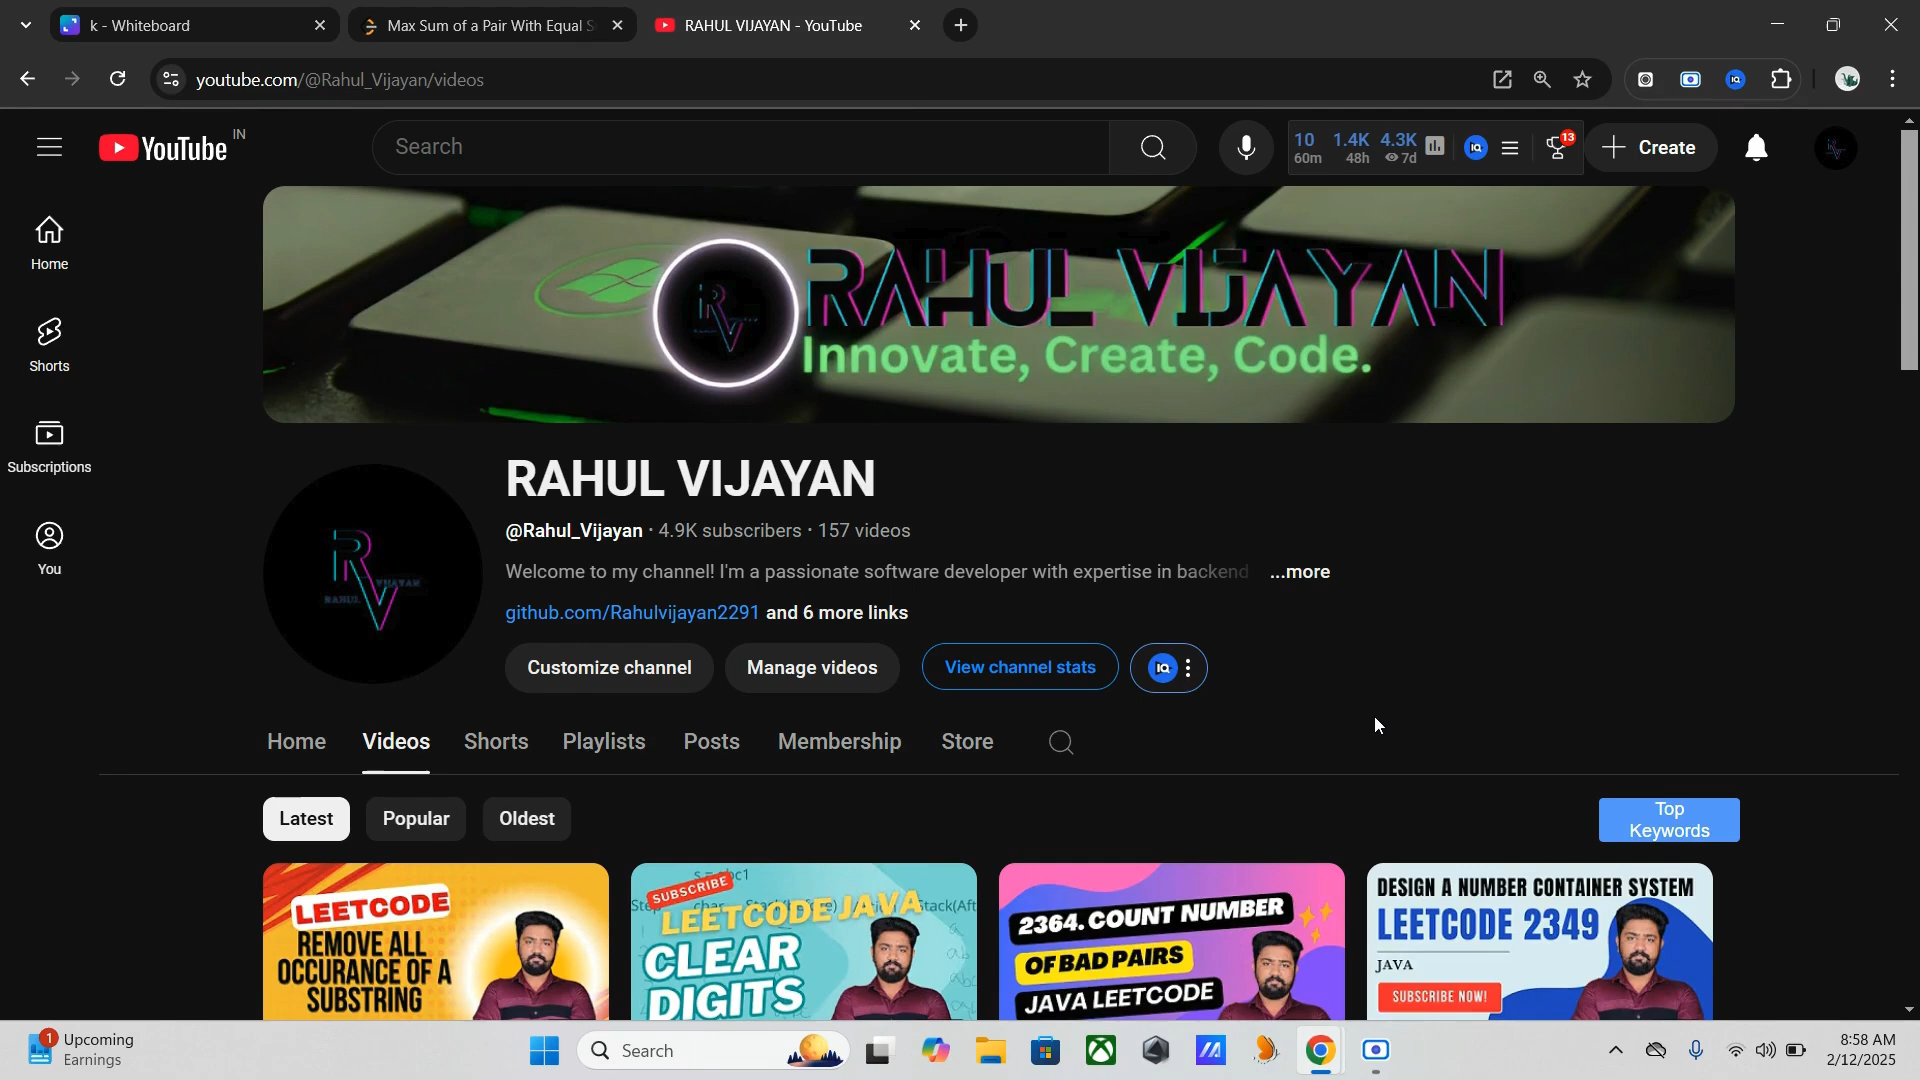 k - Whiteboard
Max Sum of a Pair With Equal S
RAHUL VIJAYAN - YouTube
youtube.com/@Rahul_Vijayan/videos
YouTube IN
Search
10 60m
1.4K 48h
4.3K 7d
IQ
13
Create
Home
Shorts
Subscriptions
You
RAHUL VIJAYAN
Innovate, Create, Code.
RAHUL VIJAYAN
@Rahul_Vijayan · 4.9K subscribers · 157 videos
Welcome to my channel! I'm a passionate software developer with expertise in backend ...more
github.com/Rahulvijayan2291 and 6 more links
Customize channel
Manage videos
View channel stats
IQ
Home Videos Shorts Playlists Posts Membership Store
Latest Popular Oldest
Top
Keywords
LEETCODE
REMOVE ALL
OCCURANCE OF A
SUBSTRING
SUBSCRIBE
LEETCODE JAVA
CLEAR
DIGITS
2364. COUNT NUMBER
OF BAD PAIRS
JAVA LEETCODE
DESIGN A NUMBER CONTAINER SYSTEM
LEETCODE 2349
JAVA
SUBSCRIBE NOW!
1
Upcoming
Earnings
Search
8:58 AM
2/12/2025